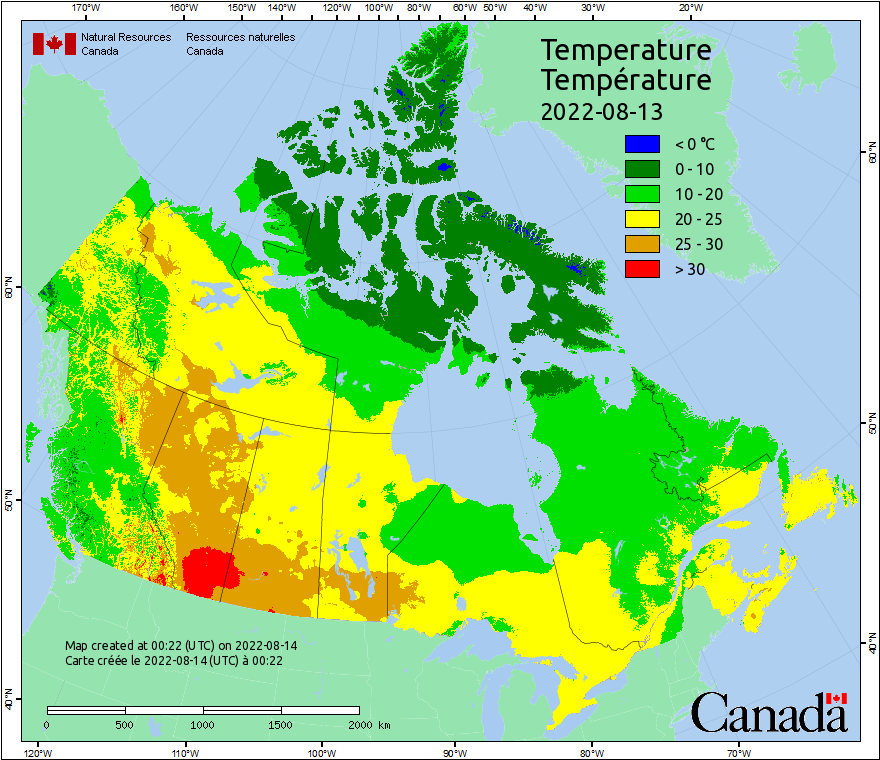 170°W 160°W 150°W 140°W 130°W 120°W 110°W 100°W 80°W 60°W 50°W 40°W 30°W 20°W
Natural Resources Canada
Ressources naturelles Canada
Temperature
Température
2022-08-13
< 0 °C
0 - 10
10 - 20
20 - 25
25 - 30
> 30
60°N
60°N
50°N
50°N
40°N
40°N
Map created at 00:22 (UTC) on 2022-08-14
Carte créée le 2022-08-14 (UTC) à 00:22
0 500 1000 1500 2000 km
Canada
120°W 110°W 100°W 90°W 80°W 70°W